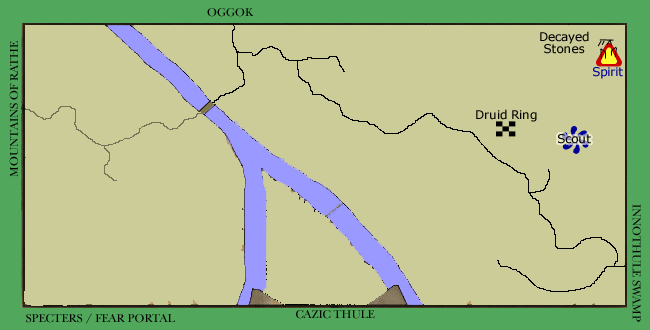 OGGOK
Decayed
Stones
Spirit
MOUNTAINS OF RATHE
Druid Ring
Scout
INNOTHULE SWAMP
SPECTERS / FEAR PORTAL
CAZIC THULE